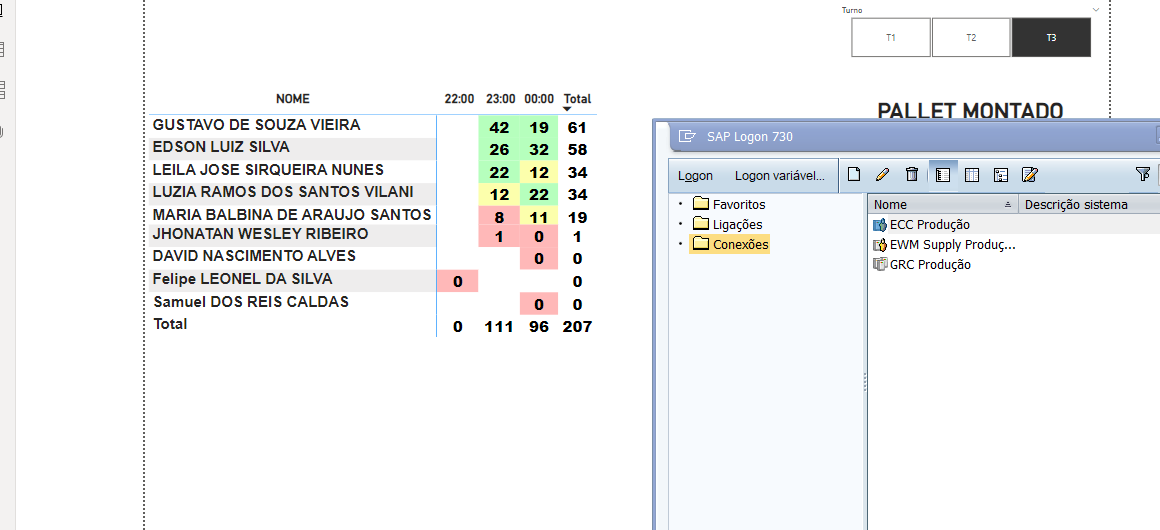 Turno
T1 T2 T3
NOME 22:00 23:00 00:00 Total
PALLET MONTADO
GUSTAVO DE SOUZA VIEIRA 42 19 61
EDSON LUIZ SILVA 26 32 58
LEILA JOSE SIRQUEIRA NUNES 22 12 34
LUZIA RAMOS DOS SANTOS VILANI 12 22 34
MARIA BALBINA DE ARAUJO SANTOS 8 11 19
JHONATAN WESLEY RIBEIRO 1 0 1
DAVID NASCIMENTO ALVES 0 0
Felipe LEONEL DA SILVA 0 0
Samuel DOS REIS CALDAS 0 0
Total 0 111 96 207
SAP Logon 730
Logon Logon variável...
Favoritos
Ligações
Conexões
Nome Descrição sistema
ECC Produção
EWM Supply Produç...
GRC Produção